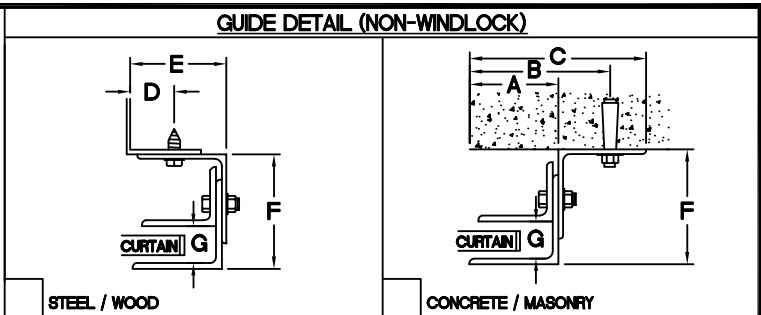 GUIDE DETAIL (NON-WINDLOCK)
E
D
F
CURTAIN G
STEEL / WOOD
C
B
A
F
CURTAIN G
CONCRETE / MASONRY